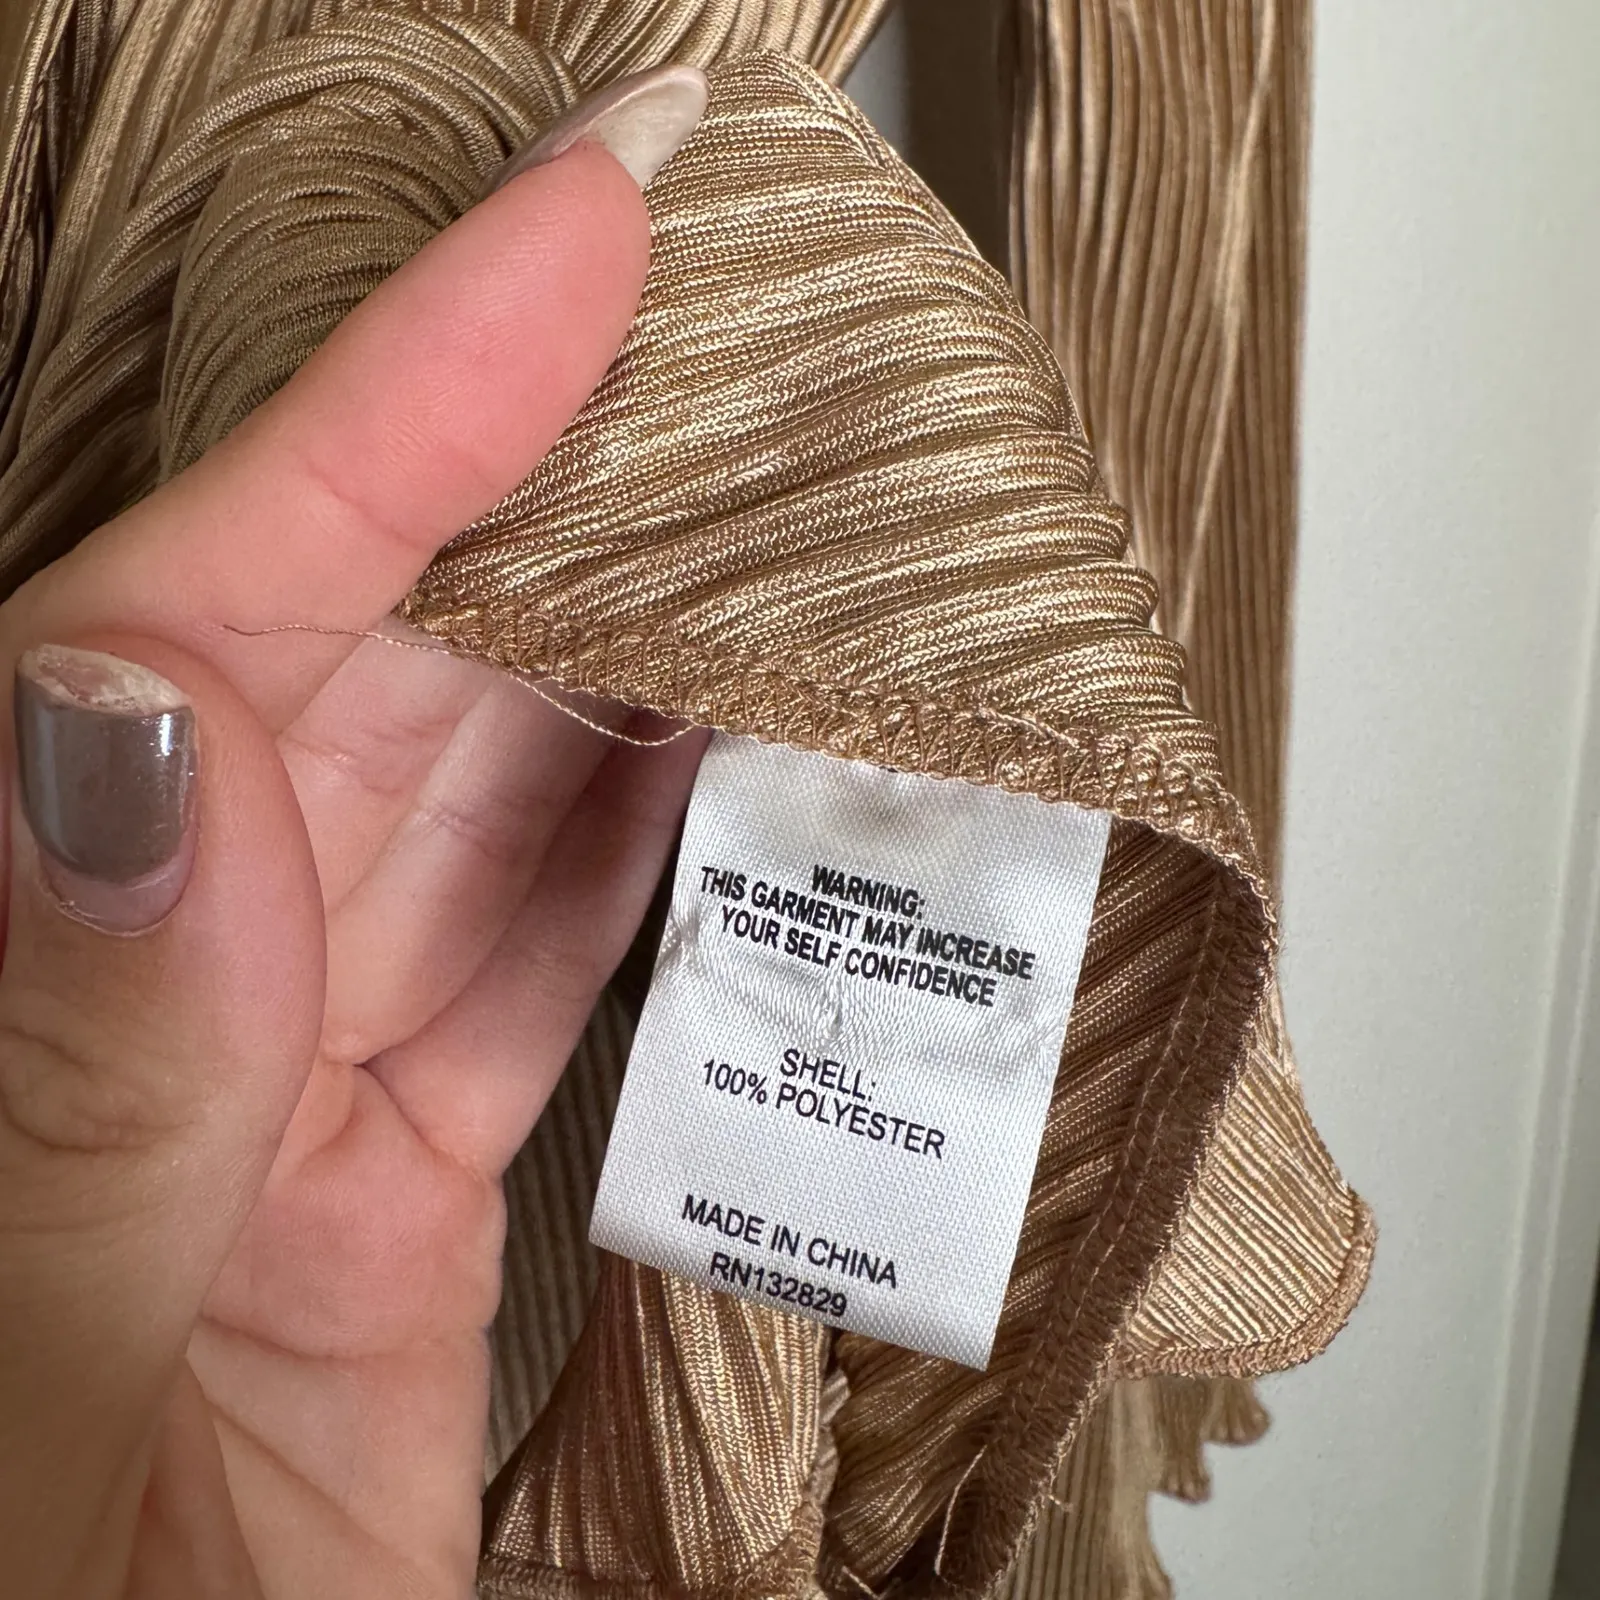 WARNING:
THIS GARMENT MAY INCREASE
YOUR SELF CONFIDENCE
SHELL:
100% POLYESTER
MADE IN CHINA
RN132829